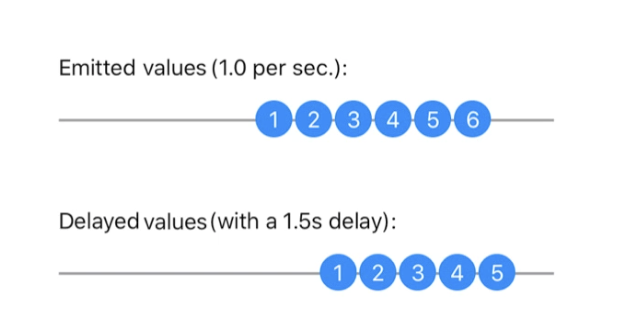 Emitted values (1.0 per sec.):
1 2 3 4 5 6
Delayed values (with a 1.5s delay):
1 2 3 4 5